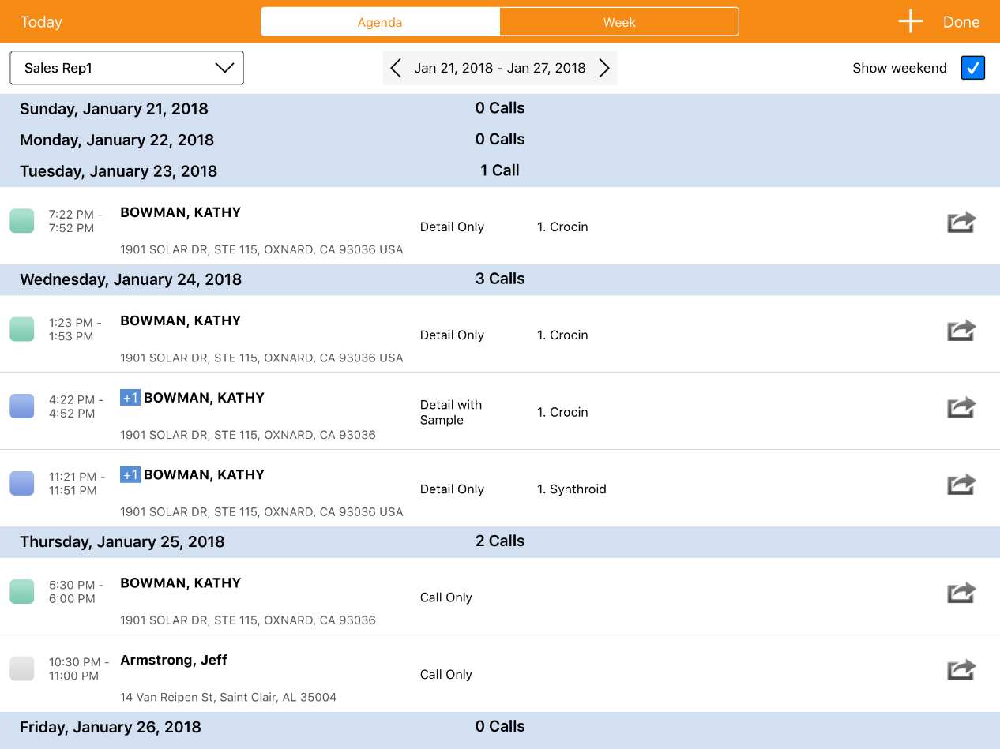 Today
Agenda
Week
Done
Sales Rep1
Jan 21, 2018 - Jan 27, 2018
Show weekend
Sunday, January 21, 2018 0 Calls
Monday, January 22, 2018 0 Calls
Tuesday, January 23, 2018 1 Call
7:22 PM -
7:52 PM
BOWMAN, KATHY
1901 SOLAR DR, STE 115, OXNARD, CA 93036 USA
Detail Only
1. Crocin
Wednesday, January 24, 2018 3 Calls
1:23 PM -
1:53 PM
BOWMAN, KATHY
1901 SOLAR DR, STE 115, OXNARD, CA 93036 USA
Detail Only
1. Crocin
4:22 PM -
4:52 PM
+1 BOWMAN, KATHY
1901 SOLAR DR, STE 115, OXNARD, CA 93036
Detail with
Sample
1. Crocin
11:21 PM -
11:51 PM
+1 BOWMAN, KATHY
1901 SOLAR DR, STE 115, OXNARD, CA 93036 USA
Detail Only
1. Synthroid
Thursday, January 25, 2018 2 Calls
5:30 PM -
6:00 PM
BOWMAN, KATHY
1901 SOLAR DR, STE 115, OXNARD, CA 93036
Call Only
10:30 PM -
11:00 PM
Armstrong, Jeff
14 Van Reipen St, Saint Clair, AL 35004
Call Only
Friday, January 26, 2018 0 Calls